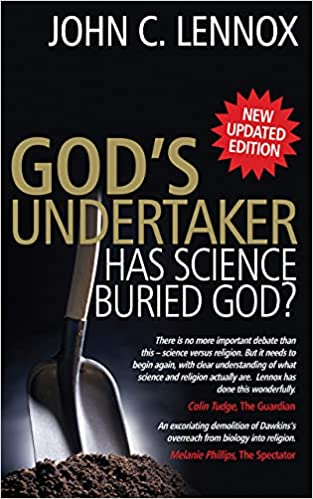 JOHN C. LENNOX
NEW
UPDATED
EDITION
GOD'S
UNDERTAKER
HAS SCIENCE
BURIED GOD?
There is no more important debate than
this – science versus religion. But it needs to
begin again, with clear understanding of what
science and religion actually are. Lennox has
done this wonderfully.
Colin Tudge, The Guardian
An excoriating demolition of Dawkins's
overreach from biology into religion.
Melanie Phillips, The Spectator